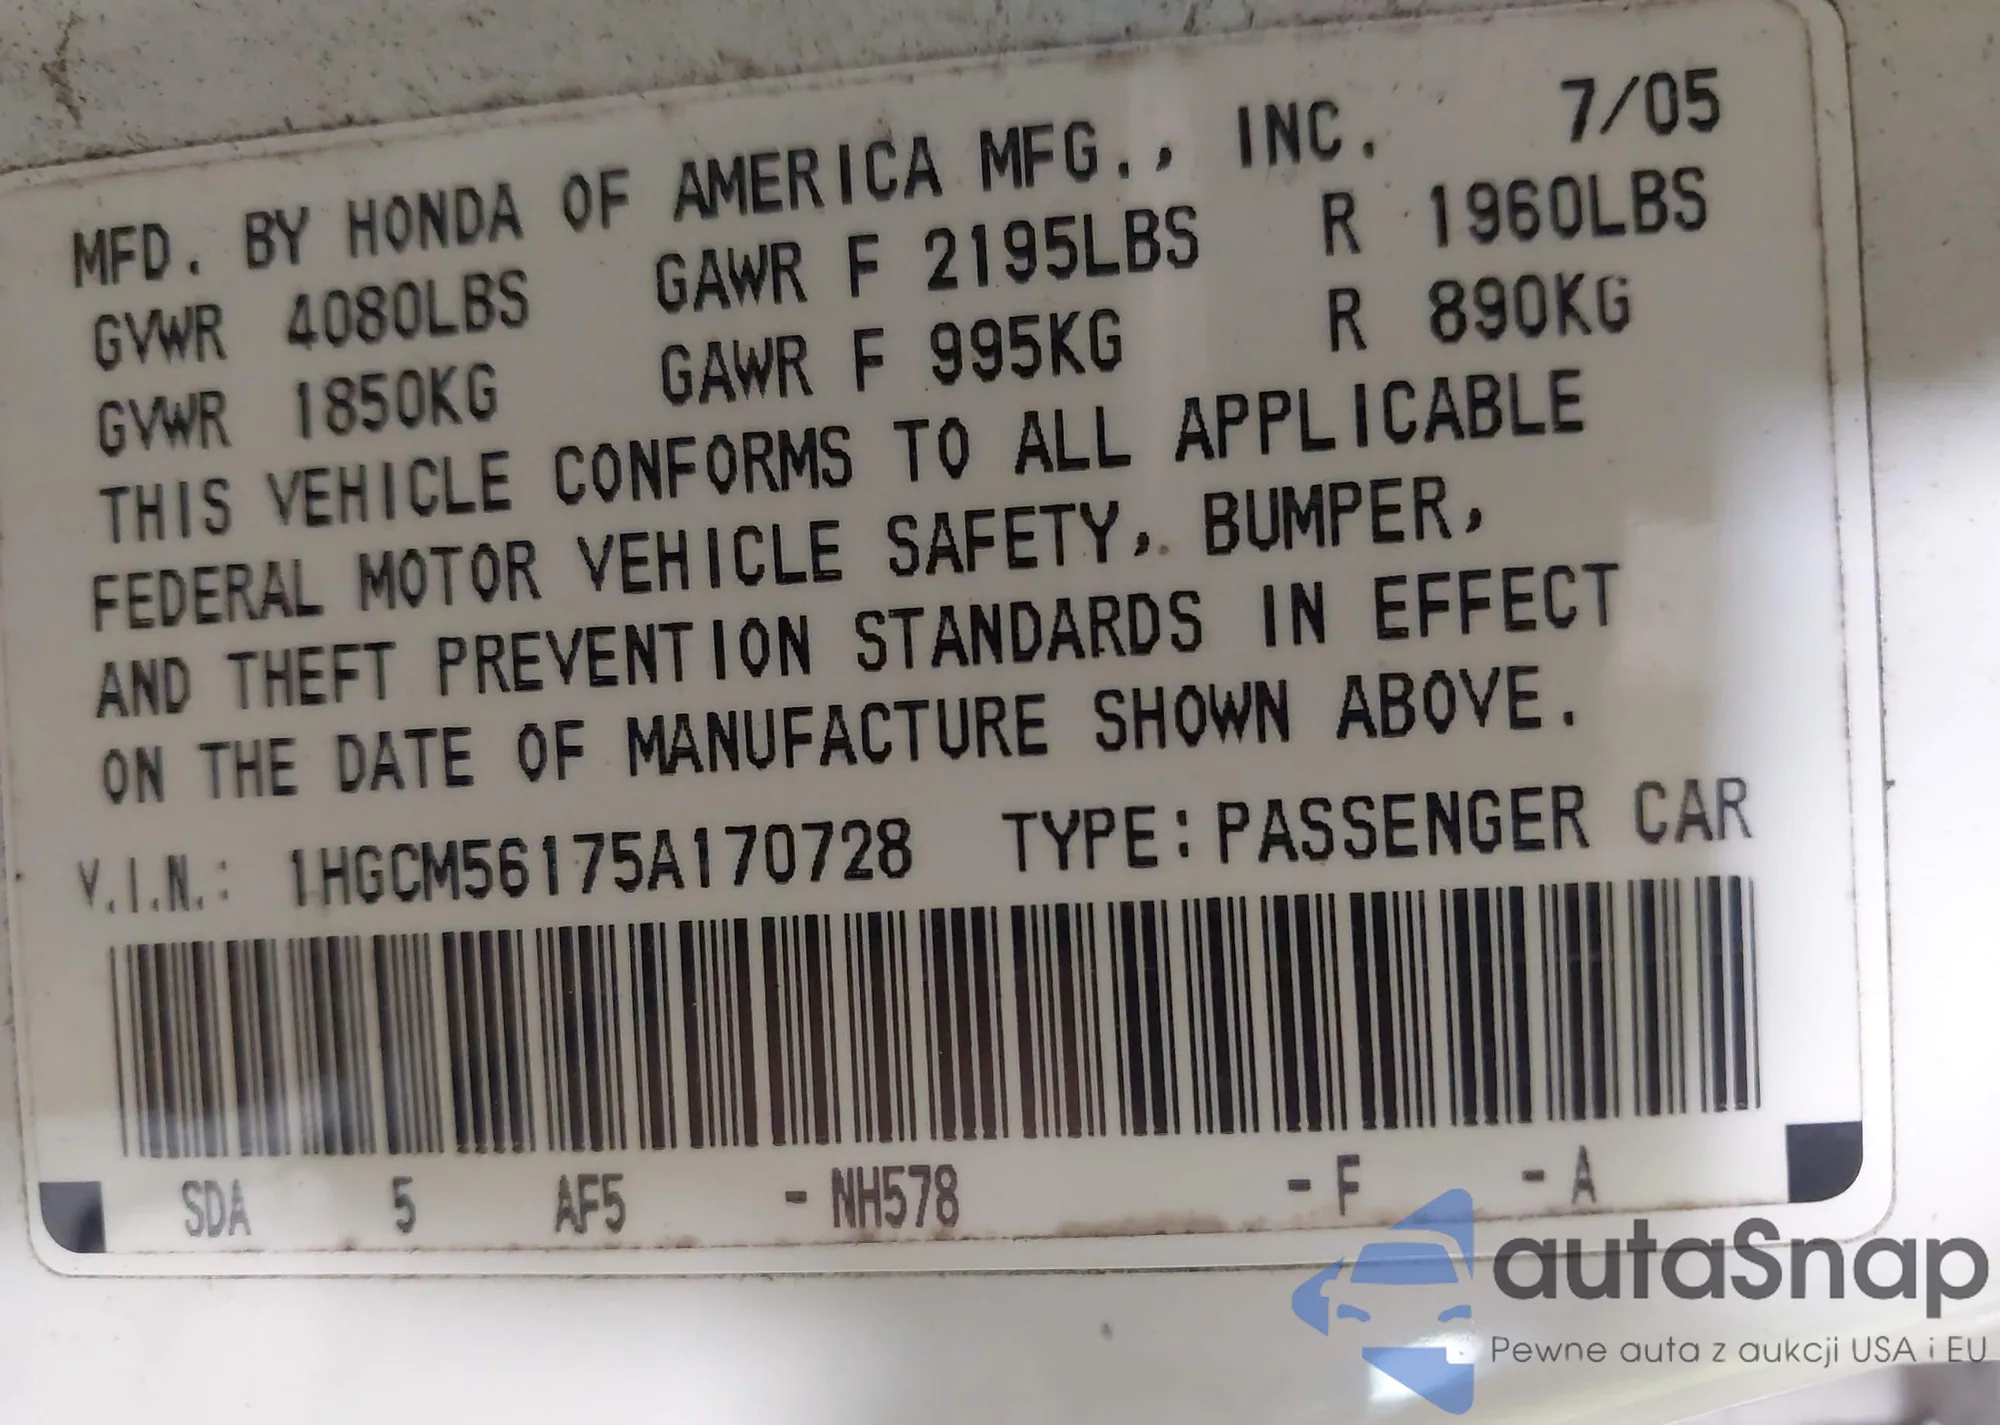 MFD. BY HONDA OF AMERICA MFG., INC. 7/05
GVWR 4080LBS GAWR F 2195LBS R 1960LBS
GVWR 1850KG GAWR F 995KG R 890KG
THIS VEHICLE CONFORMS TO ALL APPLICABLE
FEDERAL MOTOR VEHICLE SAFETY, BUMPER,
AND THEFT PREVENTION STANDARDS IN EFFECT
ON THE DATE OF MANUFACTURE SHOWN ABOVE.
V.I.N.: 1HGCM56175A170728 TYPE: PASSENGER CAR
SDA 5 AF5 - NH578 - F - A
autaSnap
Pewne auta z aukcji USA i EU